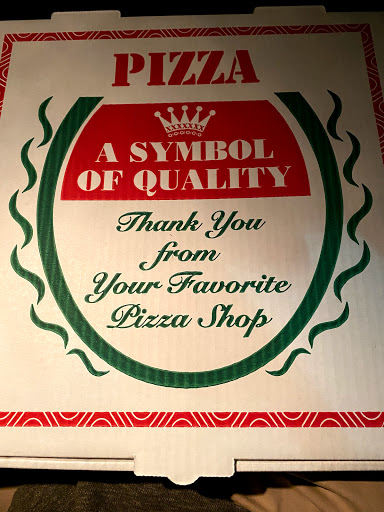 PIZZA
A SYMBOL
OF QUALITY
Thank You
from
Your Favorite
Pizza Shop